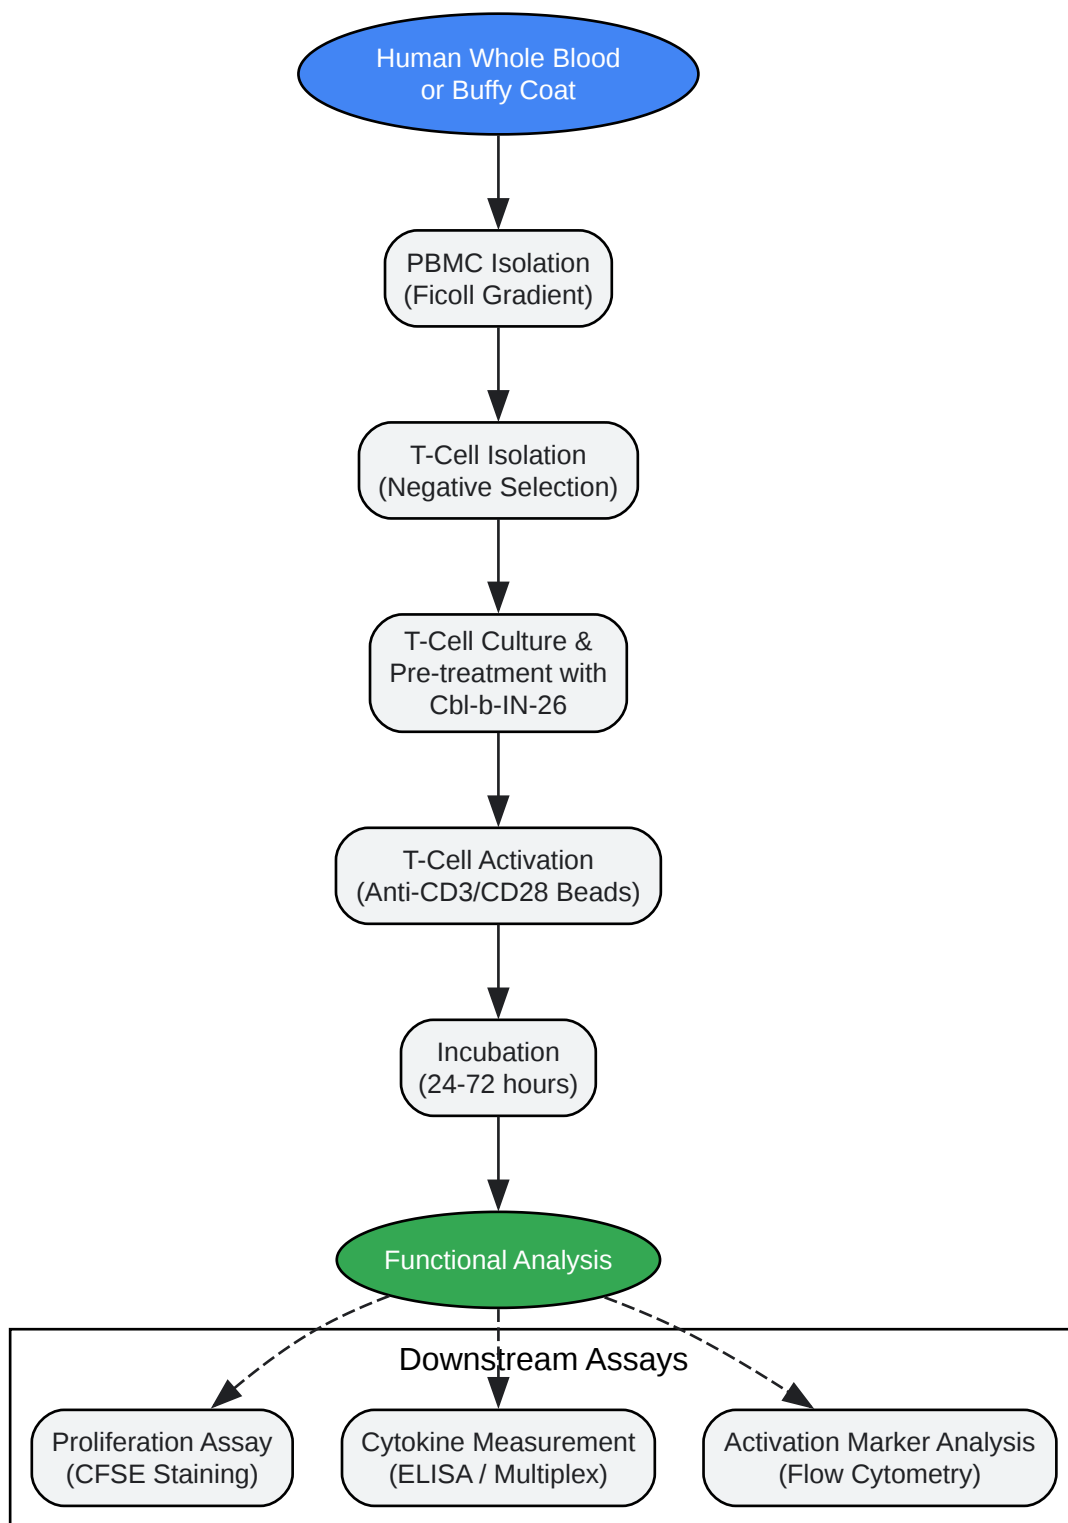 Human Whole Blood
or Buffy Coat
PBMC Isolation
(Ficoll Gradient)
T-Cell Isolation
(Negative Selection)
T-Cell Culture &
Pre-treatment with
Cbl-b-IN-26
T-Cell Activation
(Anti-CD3/CD28 Beads)
Incubation
(24-72 hours)
Functional Analysis
Downstream Assays
Proliferation Assay
(CFSE Staining)
Cytokine Measurement
(ELISA / Multiplex)
Activation Marker Analysis
(Flow Cytometry)